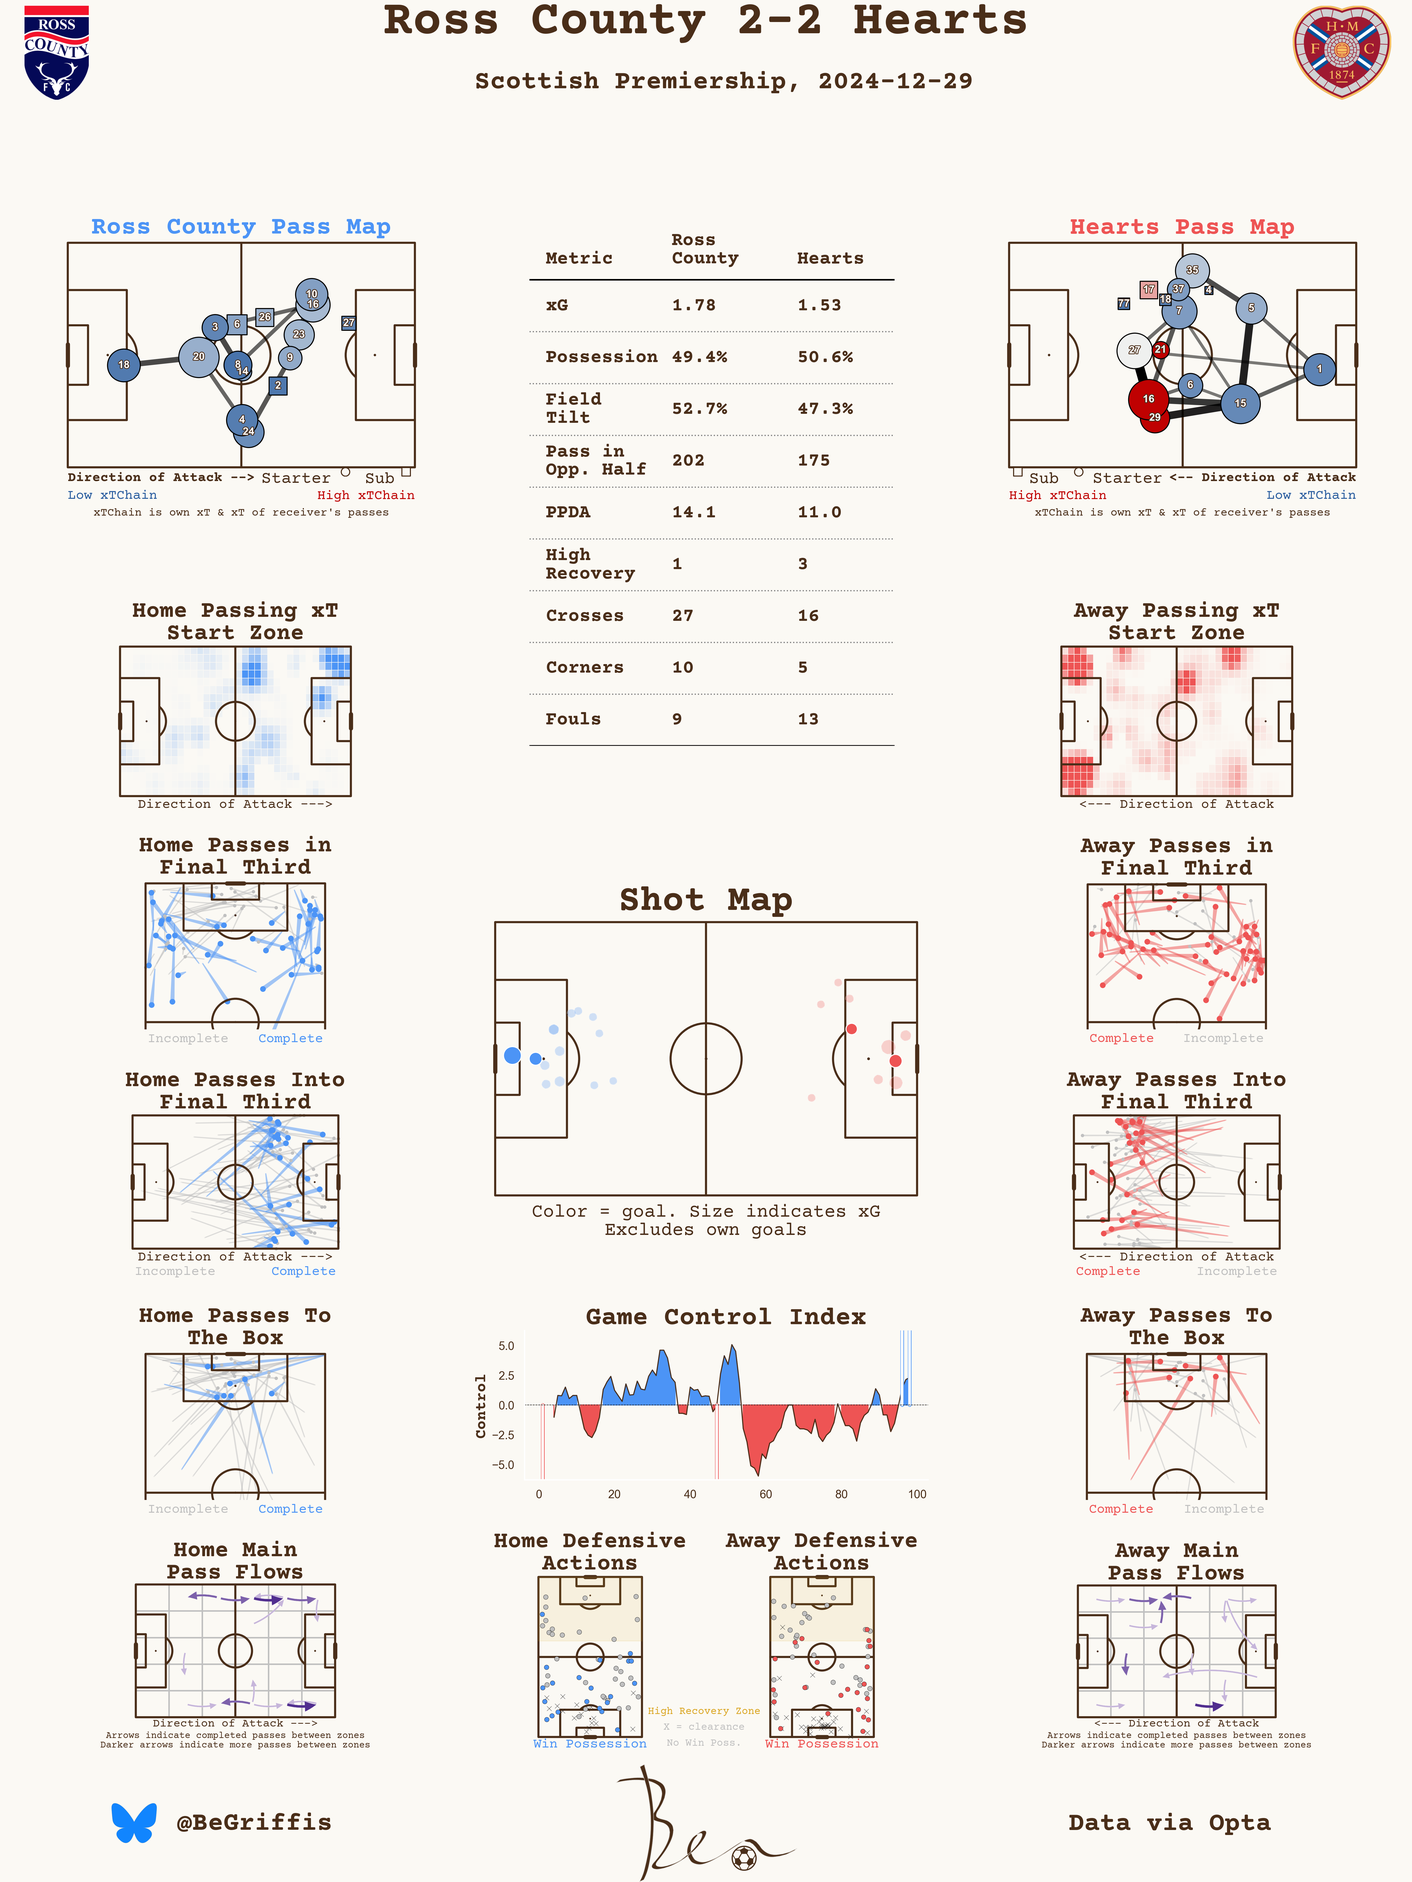 Ross County 2-2 Hearts
Scottish Premiership, 2024-12-29
ROSS
COUNTY
F C
H M
F C
1874
Ross County Pass Map
10
16
26
6
3
27
23
20
9
18
8
14
2
4
24
Direction of Attack --> Starter Sub
Low xTChain High xTChain
xTChain is own xT & xT of receiver's passes
Metric Ross County Hearts
xG 1.78 1.53
Possession 49.4% 50.6%
Field Tilt 52.7% 47.3%
Pass in Opp. Half 202 175
PPDA 14.1 11.0
High Recovery 1 3
Crosses 27 16
Corners 10 5
Fouls 9 13
Hearts Pass Map
35
17
37
4
77
18
7
5
27
21
1
6
16
15
29
Sub Starter <-- Direction of Attack
High xTChain Low xTChain
xTChain is own xT & xT of receiver's passes
Home Passing xT
Start Zone
Direction of Attack --->
Away Passing xT
Start Zone
<--- Direction of Attack
Home Passes in
Final Third
Incomplete Complete
Away Passes in
Final Third
Complete Incomplete
Shot Map
Color = goal. Size indicates xG
Excludes own goals
Home Passes Into
Final Third
Direction of Attack --->
Incomplete Complete
Away Passes Into
Final Third
<--- Direction of Attack
Complete Incomplete
Home Passes To
The Box
Incomplete Complete
Game Control Index
Control
5.0
2.5
0.0
−2.5
−5.0
0 20 40 60 80 100
Away Passes To
The Box
Complete Incomplete
Home Main
Pass Flows
Direction of Attack --->
Arrows indicate completed passes between zones
Darker arrows indicate more passes between zones
Home Defensive
Actions
Win Possession
High Recovery Zone
X = clearance
No Win Poss.
Away Defensive
Actions
Win Possession
Away Main
Pass Flows
<--- Direction of Attack
Arrows indicate completed passes between zones
Darker arrows indicate more passes between zones
@BeGriffis
Ben
Data via Opta